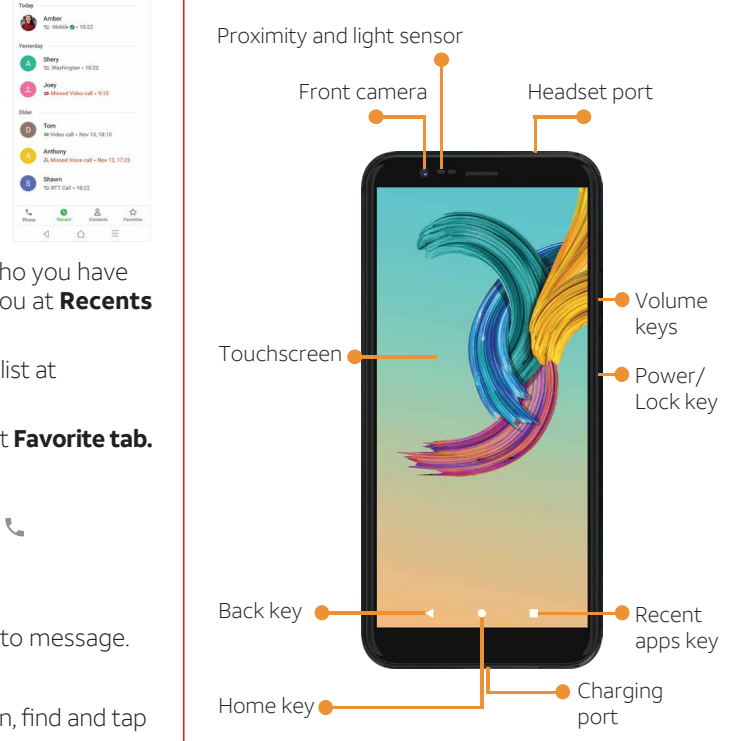 Today
Amber
Mobile • 10:22
Yesterday
A
Shery
Washington • 10:22
Joey
Missed Video call • 9:10
Older
D
Tom
Video call • Nov 13, 18:10
A
Anthony
Missed Voice call • Nov 13, 17:23
S
Shawn
RTT Call • 10:22
Phone Recent Contacts Favorites
ho you have
ou at Recents
list at
t Favorite tab.
to message.
n, find and tap
Proximity and light sensor
Front camera
Headset port
Volume
keys
Touchscreen
Power/
Lock key
Back key
Recent
apps key
Home key
Charging
port